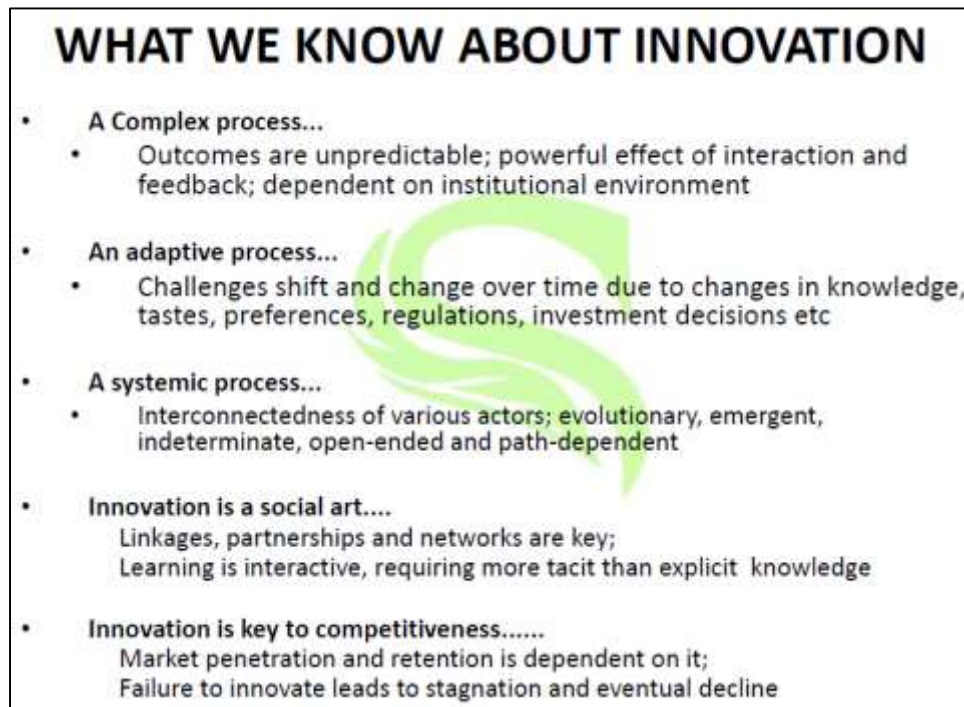 WHAT WE KNOW ABOUT INNOVATION
• A Complex process...
• Outcomes are unpredictable; powerful effect of interaction and
feedback; dependent on institutional environment
• An adaptive process...
• Challenges shift and change over time due to changes in knowledge,
tastes, preferences, regulations, investment decisions etc
• A systemic process...
• Interconnectedness of various actors; evolutionary, emergent,
indeterminate, open-ended and path-dependent
• Innovation is a social art....
Linkages, partnerships and networks are key;
Learning is interactive, requiring more tacit than explicit knowledge
• Innovation is key to competitiveness......
Market penetration and retention is dependent on it;
Failure to innovate leads to stagnation and eventual decline